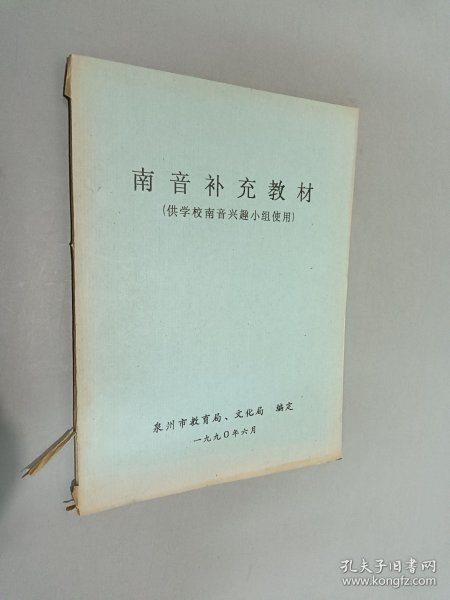 南音补充教材
(供学校南音兴趣小组使用)
泉州市教育局、文化局 编定
一九九〇年六月
孔夫子旧书网
www.kongfz.com